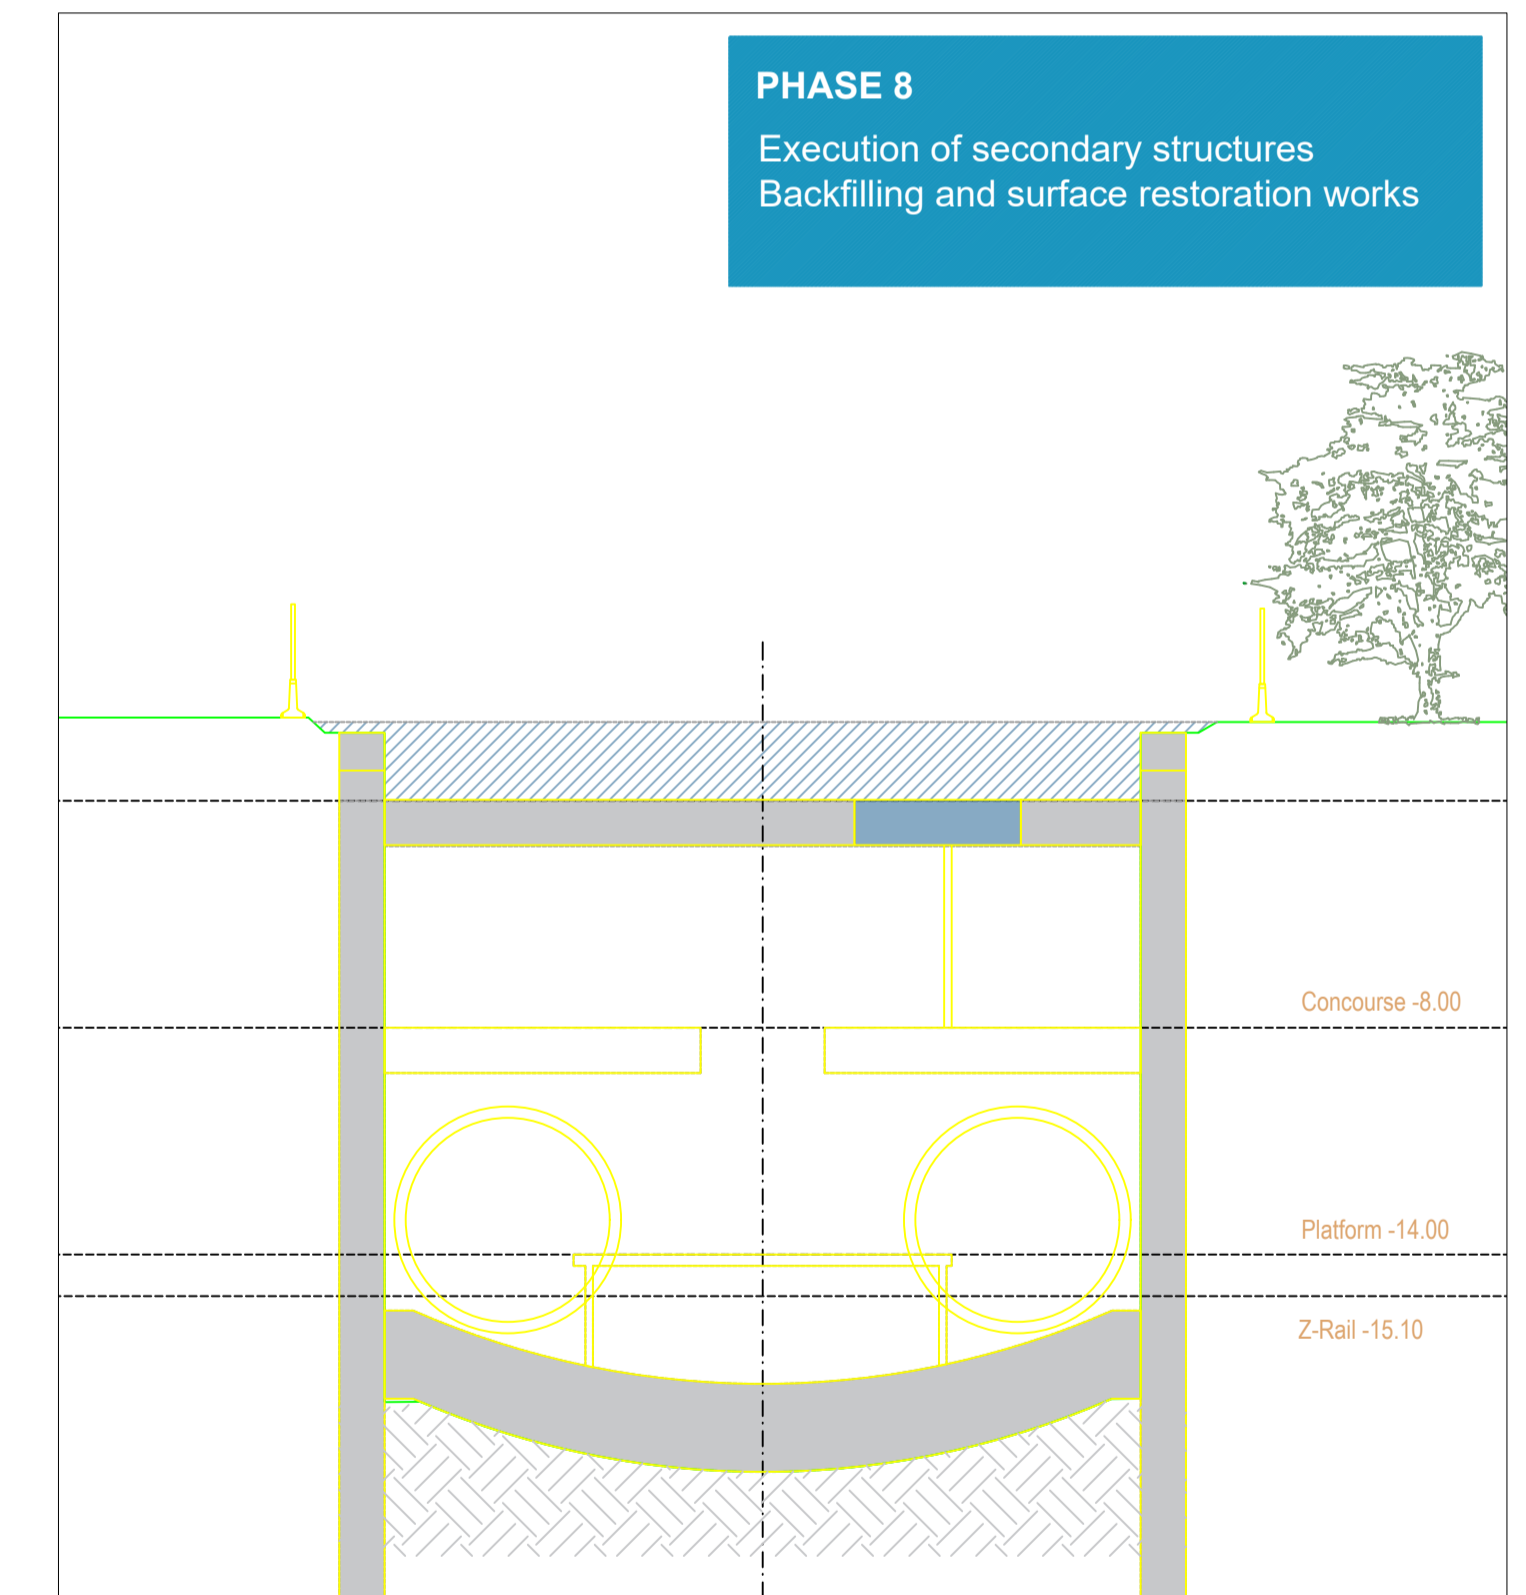 PHASE 8
Execution of secondary structures
Backfilling and surface restoration works
Concourse -8.00
Platform -14.00
Z-Rail -15.10